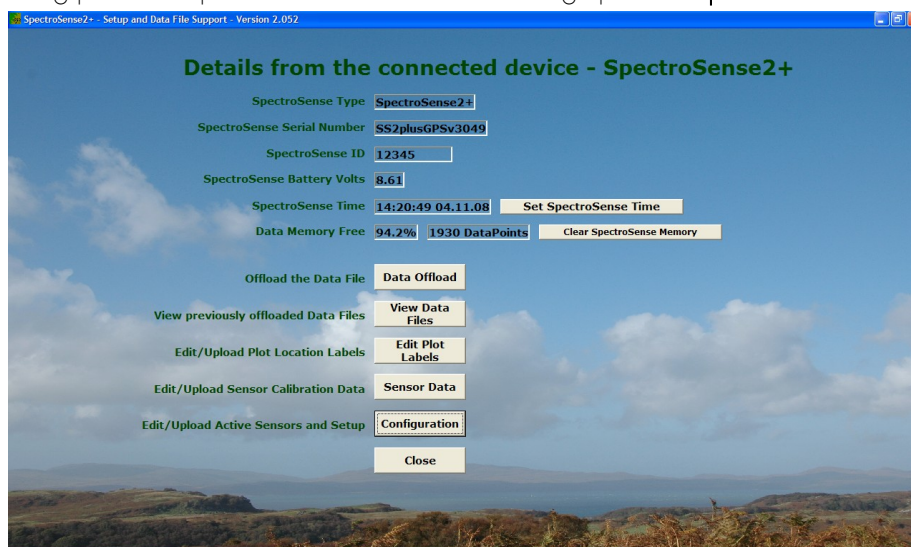 SpectroSense2+ - Setup and Data File Support - Version 2.052
Details from the connected device - SpectroSense2+
SpectroSense Type SpectroSense2+
SpectroSense Serial Number SS2plusGPSv3049
SpectroSense ID 12345
SpectroSense Battery Volts 8.61
SpectroSense Time 14:20:49 04.11.08 Set SpectroSense Time
Data Memory Free 94.2% 1930 DataPoints Clear SpectroSense Memory
Offload the Data File Data Offload
View previously offloaded Data Files View Data
Files
Edit/Upload Plot Location Labels Edit Plot
Labels
Edit/Upload Sensor Calibration Data Sensor Data
Edit/Upload Active Sensors and Setup Configuration
Close